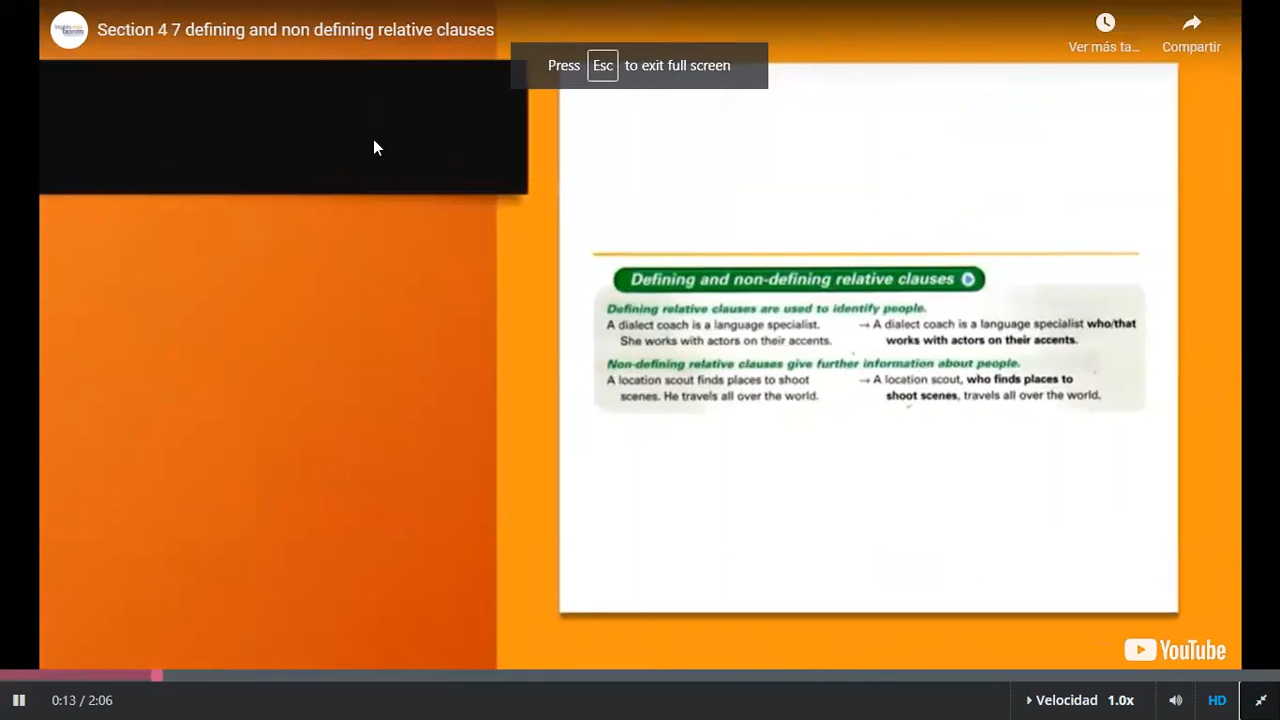 Section 4 7 defining and non defining relative clauses
Ver más ta...
Compartir
Press Esc to exit full screen
Defining and non-defining relative clauses
Defining relative clauses are used to identify people.
A dialect coach is a language specialist.
She works with actors on their accents.
→ A dialect coach is a language specialist who/that
works with actors on their accents.
Non-defining relative clauses give further information about people.
A location scout finds places to shoot
scenes. He travels all over the world.
→ A location scout, who finds places to
shoot scenes, travels all over the world.
YouTube
0:13 / 2:06
Velocidad 1.0x
HD